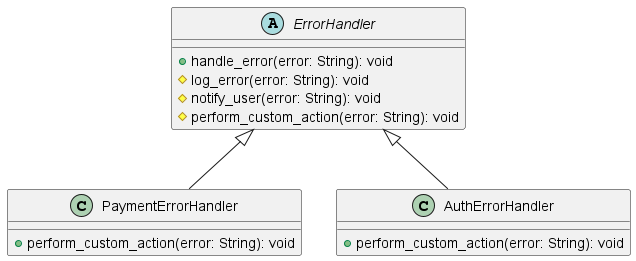 A ErrorHandler
handle_error(error: String): void
log_error(error: String): void
notify_user(error: String): void
perform_custom_action(error: String): void
C PaymentErrorHandler
perform_custom_action(error: String): void
C AuthErrorHandler
perform_custom_action(error: String): void